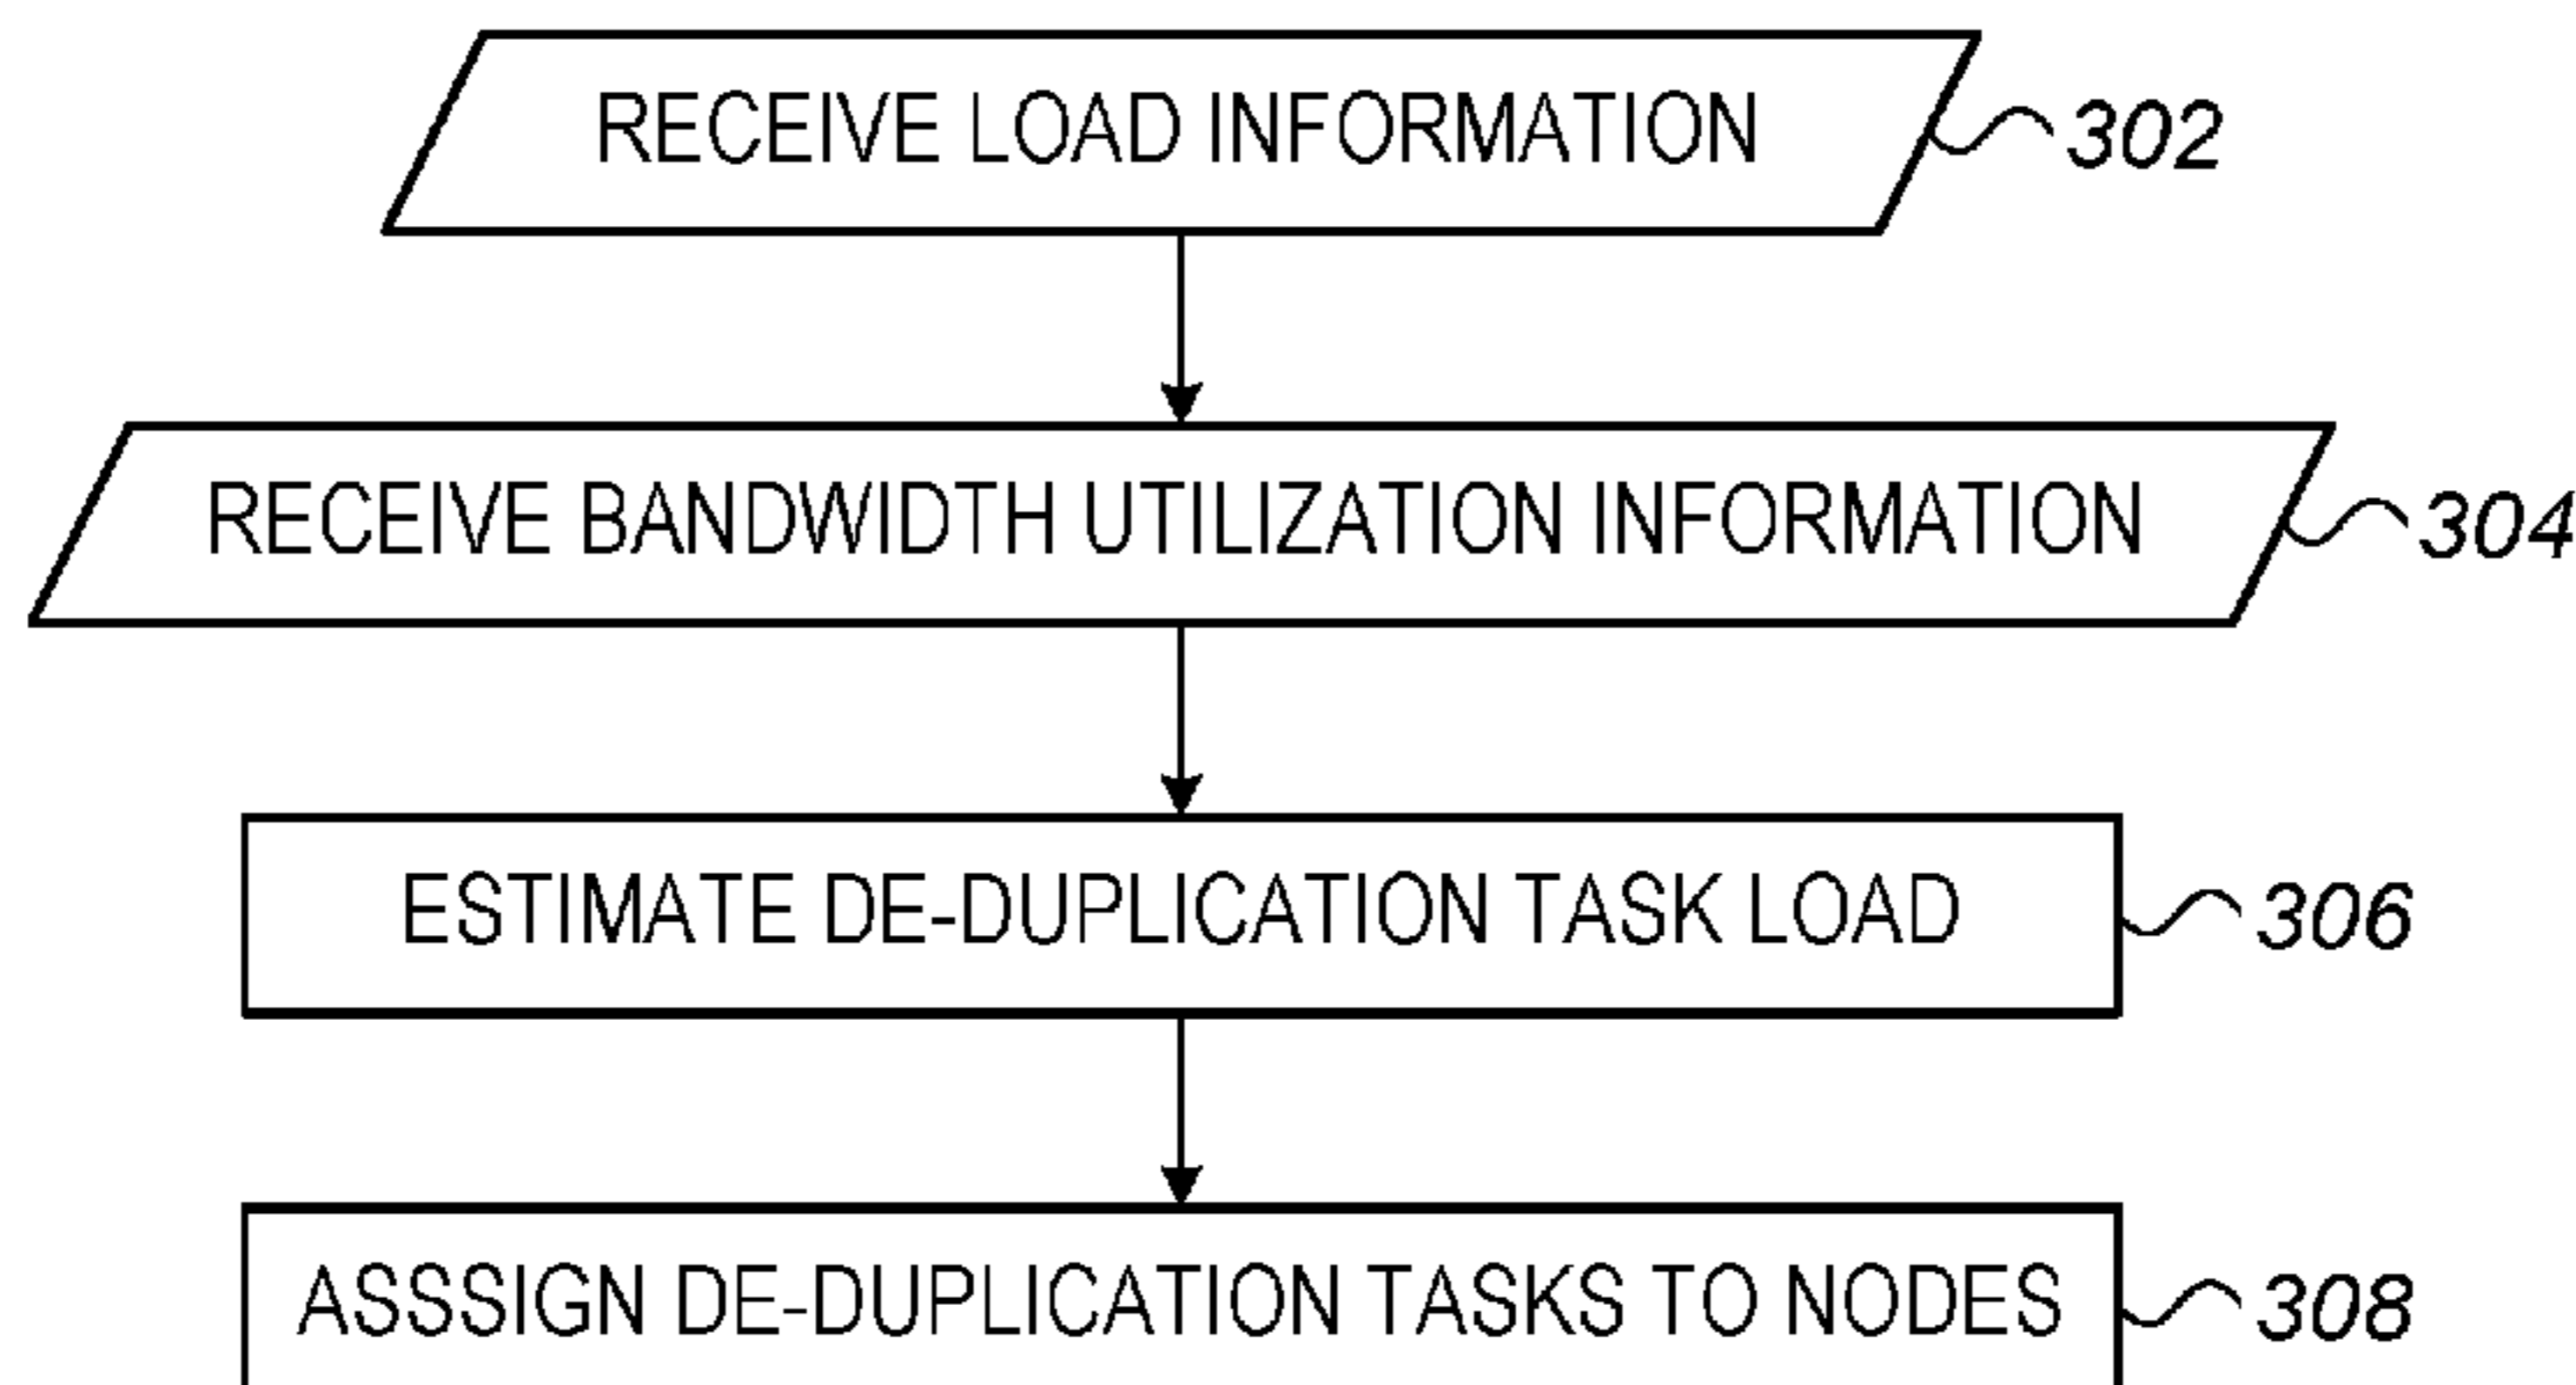 RECEIVE LOAD INFORMATION 302
RECEIVE BANDWIDTH UTILIZATION INFORMATION 304
ESTIMATE DE-DUPLICATION TASK LOAD 306
ASSSIGN DE-DUPLICATION TASKS TO NODES 308